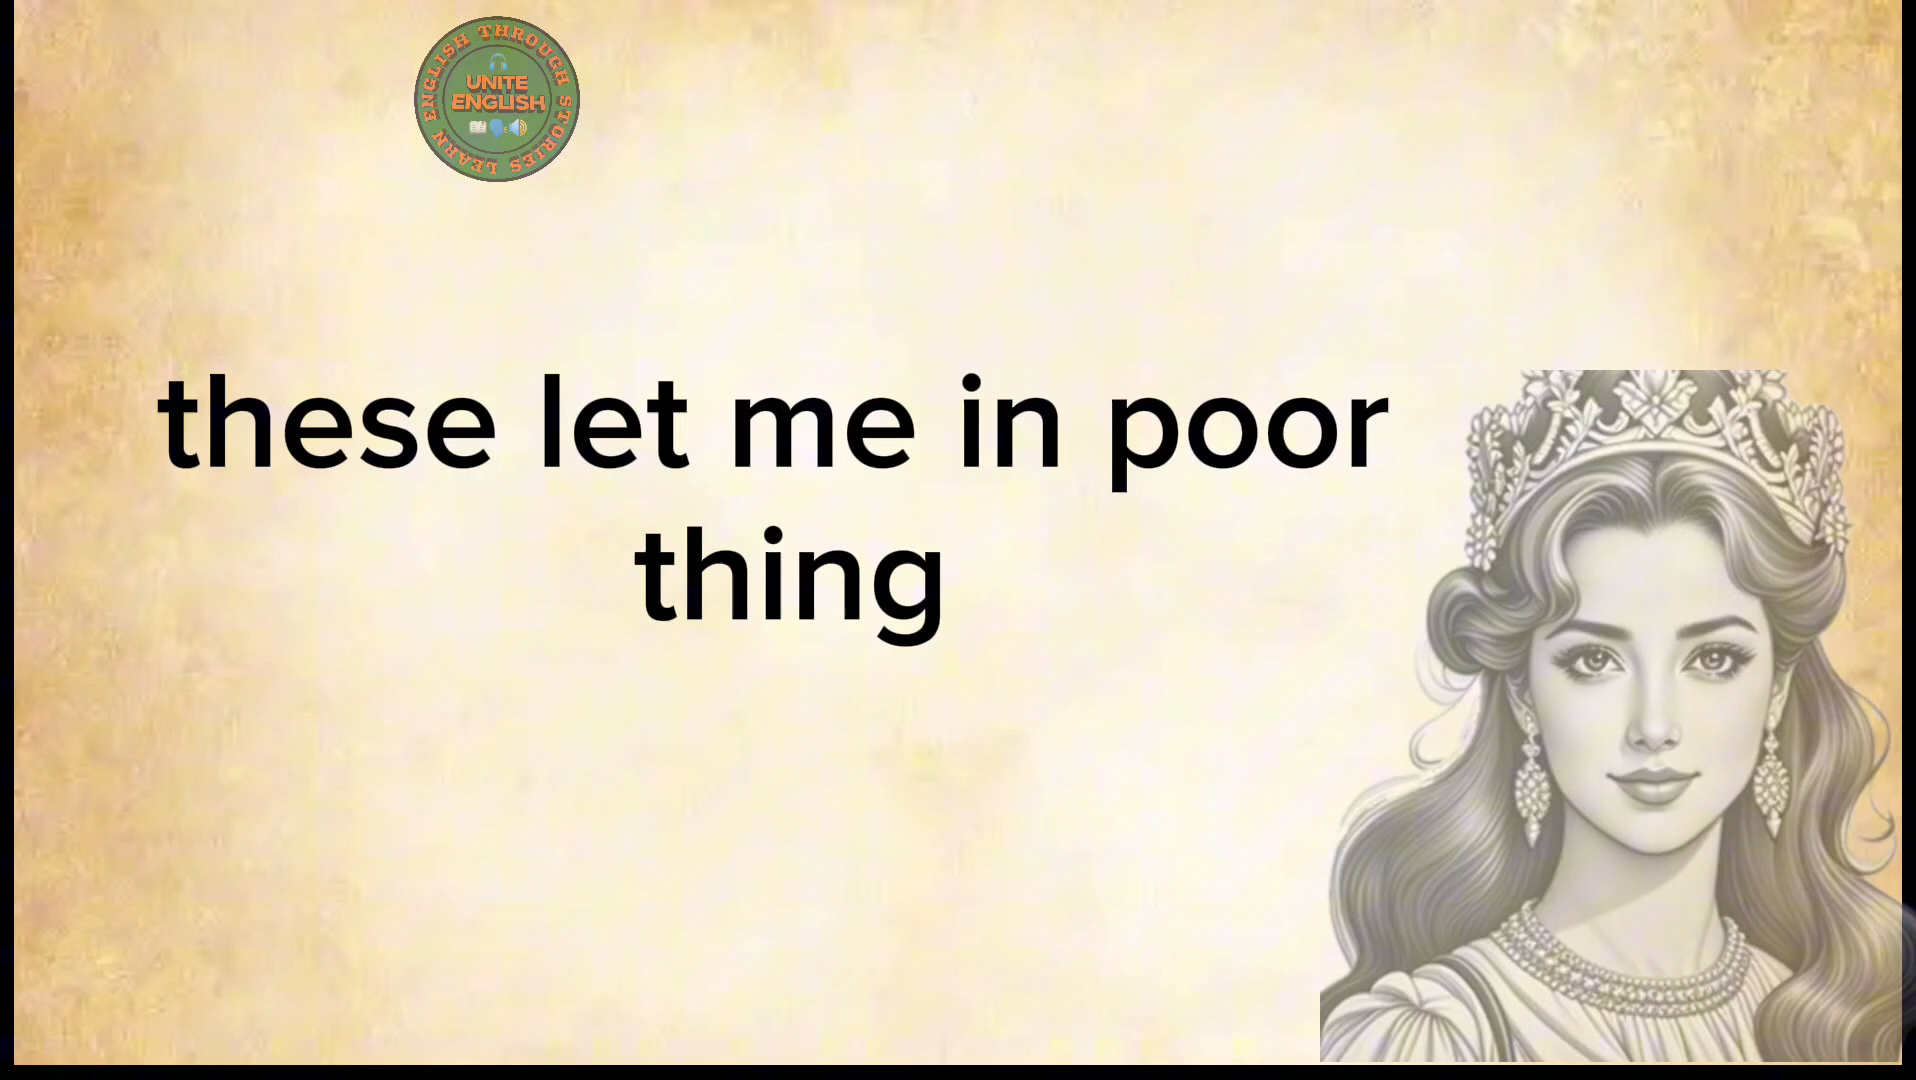 LEARN ENGLISH THROUGH STORIES
UNITE
ENGLISH
these let me in poor
thing